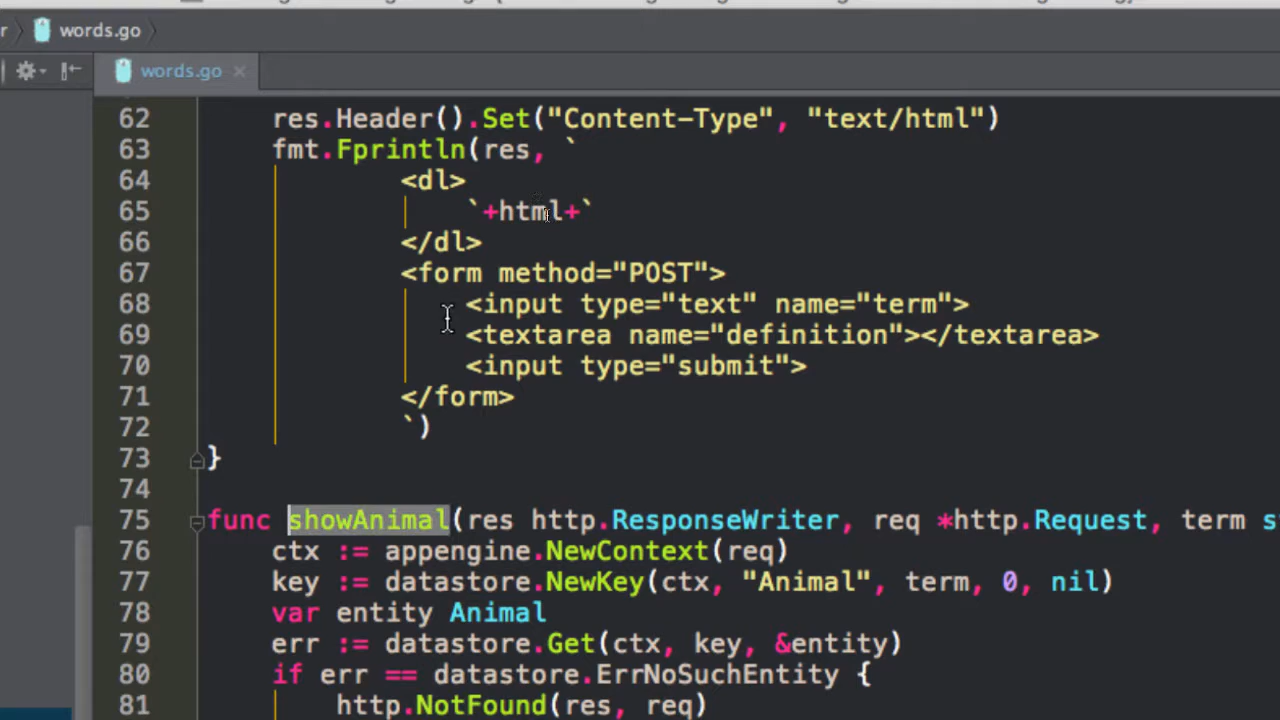 words.go
words.go
62 res.Header().Set("Content-Type", "text/html")
63 fmt.Fprintln(res, `
64 <dl>
65 `+html+`
66 </dl>
67 <form method="POST">
68 <input type="text" name="term">
69 <textarea name="definition"></textarea>
70 <input type="submit">
71 </form>
72 `)
73 }
74
75 func showAnimal(res http.ResponseWriter, req *http.Request, term s
76 ctx := appengine.NewContext(req)
77 key := datastore.NewKey(ctx, "Animal", term, 0, nil)
78 var entity Animal
79 err := datastore.Get(ctx, key, &entity)
80 if err == datastore.ErrNoSuchEntity {
81 http.NotFound(res, req)